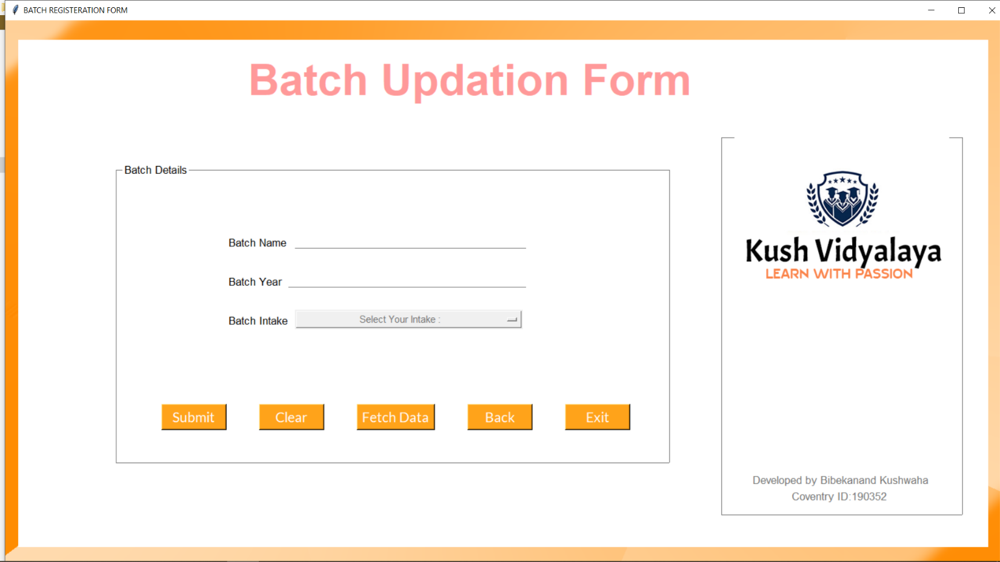 BATCH REGISTERATION FORM
Batch Updation Form
Batch Details
Batch Name
Batch Year
Batch Intake Select Your Intake :
Submit Clear Fetch Data Back Exit
Kush Vidyalaya
LEARN WITH PASSION
Developed by Bibekanand Kushwaha
Coventry ID:190352